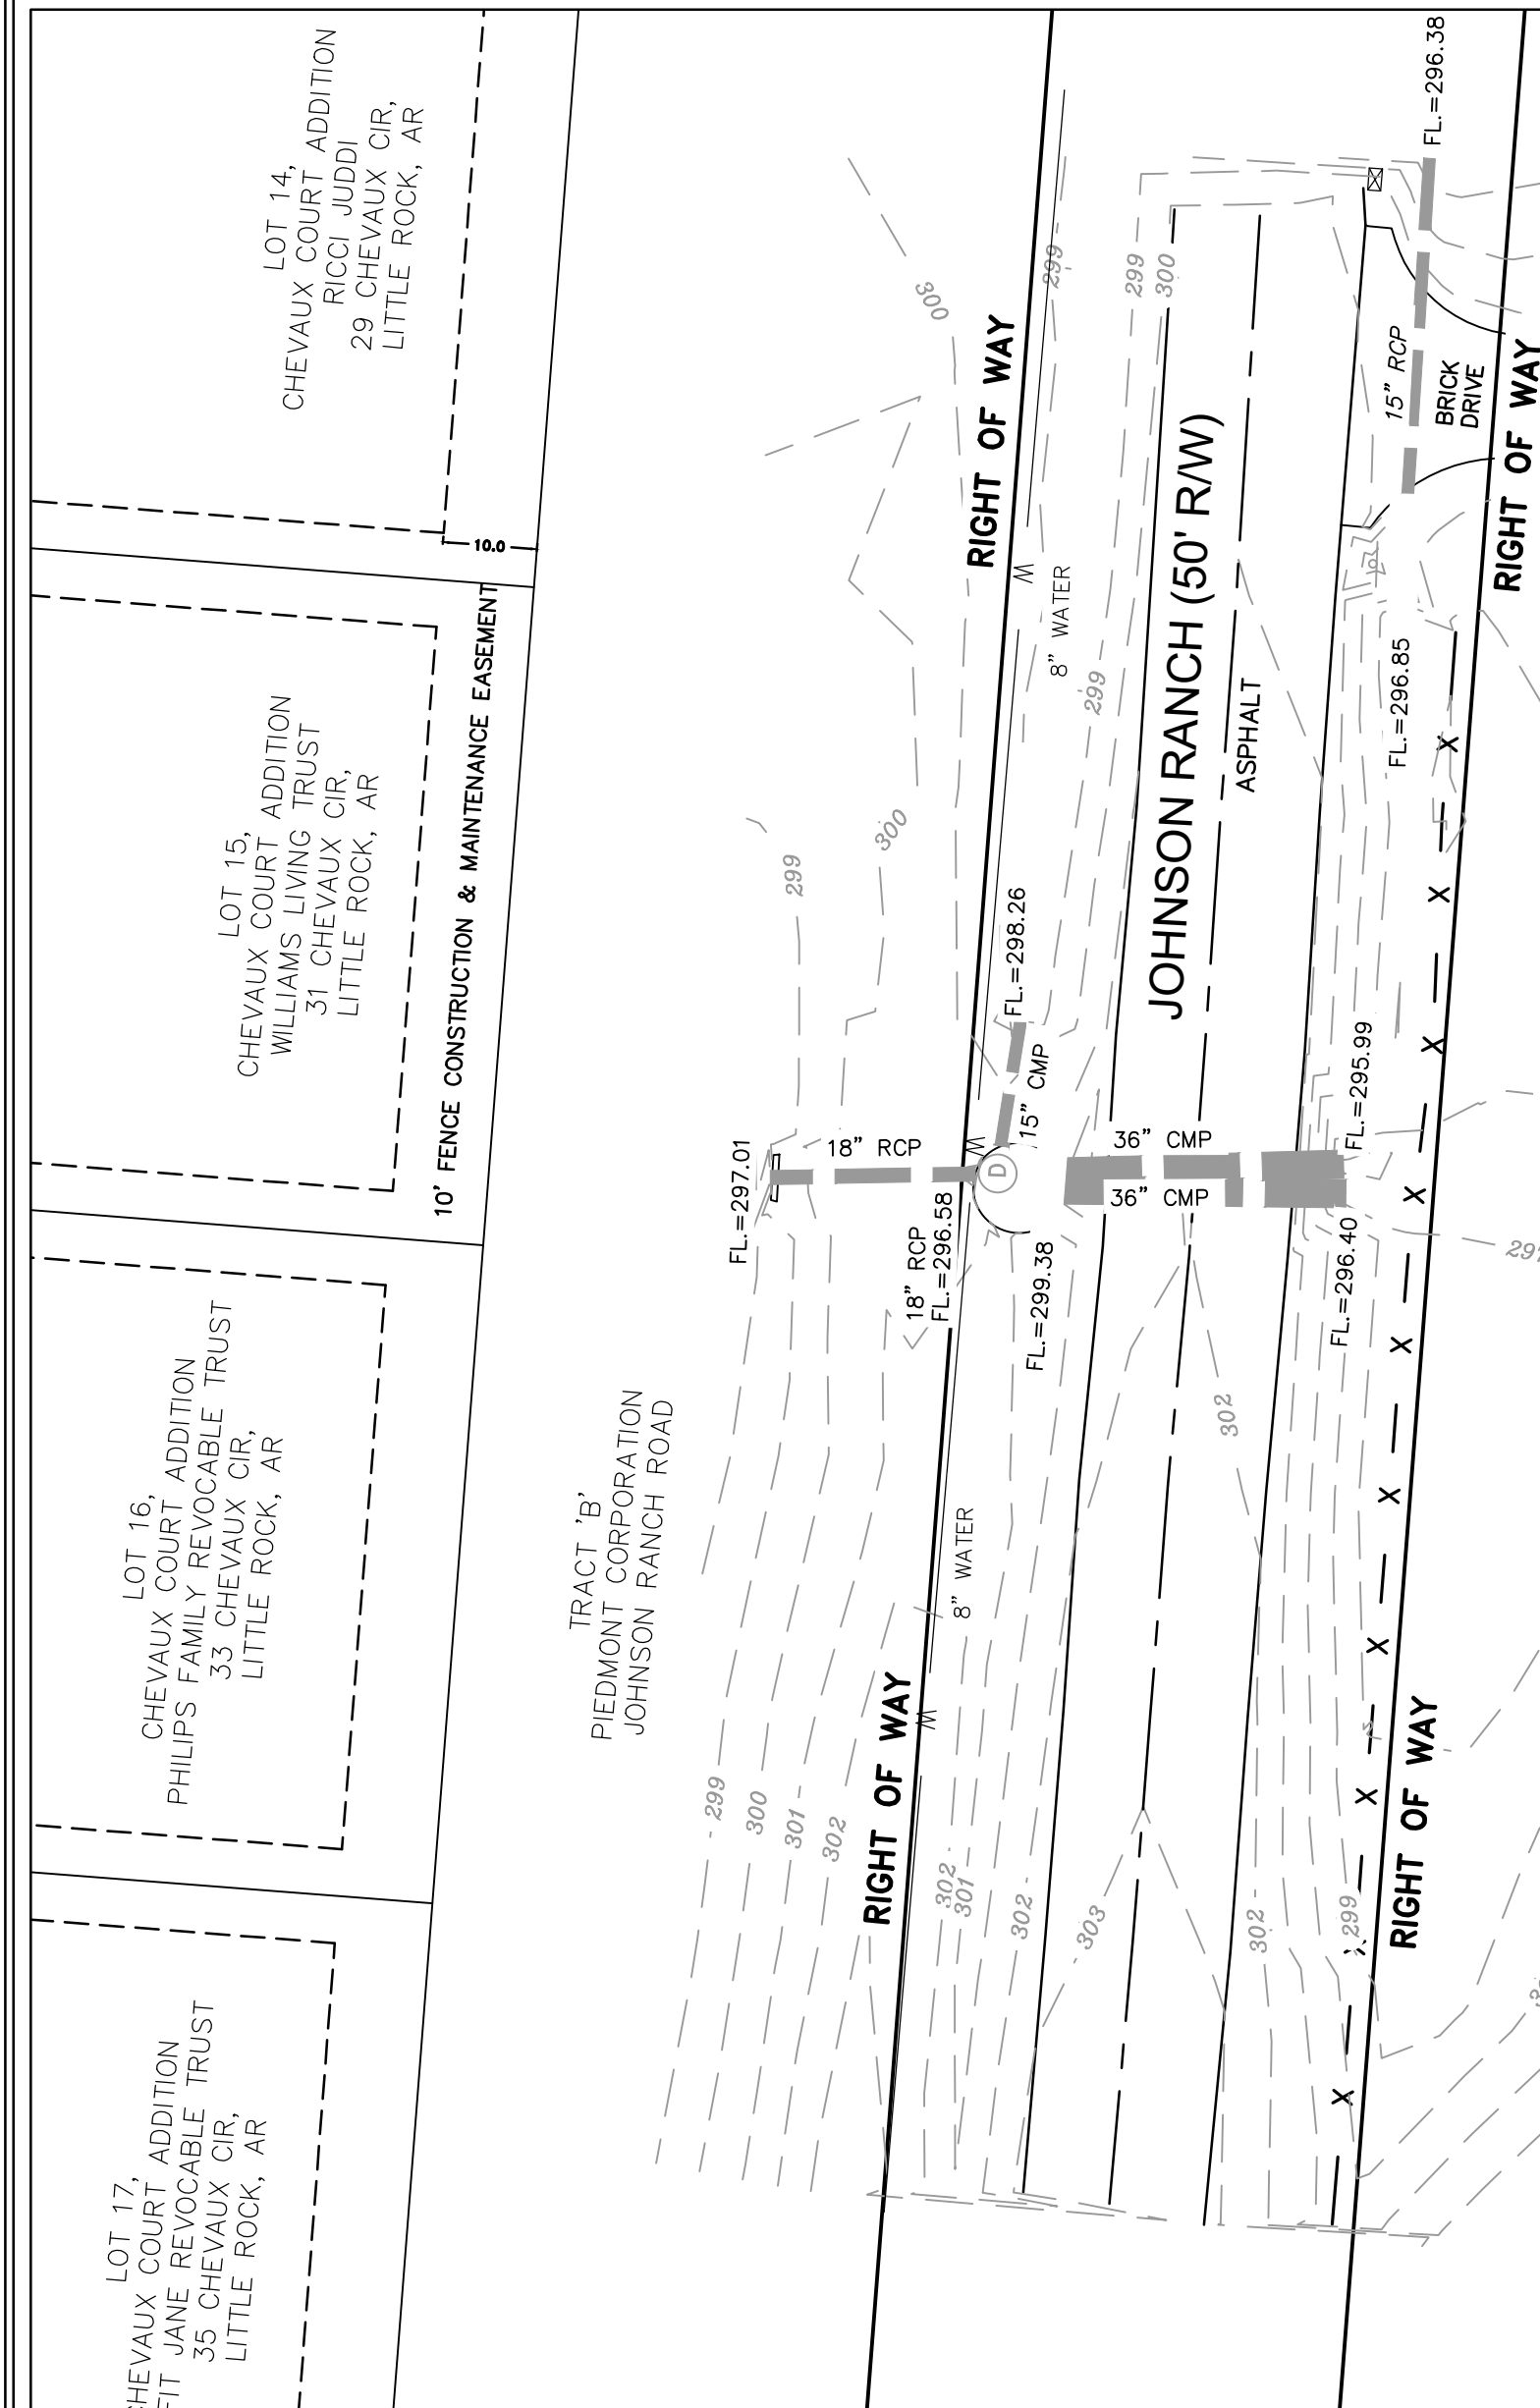 LOT 14,
CHEVAUX COURT ADDITION
RICCI JUDDI
29 CHEVAUX CIR,
LITTLE ROCK, AR
10.0
LOT 15,
CHEVAUX COURT ADDITION
WILLIAMS LIVING TRUST
31 CHEVAUX CIR,
LITTLE ROCK, AR
10' FENCE CONSTRUCTION & MAINTENANCE EASEMENT
LOT 16,
CHEVAUX COURT ADDITION
PHILIPS FAMILY REVOCABLE TRUST
33 CHEVAUX CIR,
LITTLE ROCK, AR
LOT 17,
HEVAUX COURT ADDITION
FIT JANE REVOCABLE TRUST
35 CHEVAUX CIR,
LITTLE ROCK, AR
TRACT 'B'
PIEDMONT CORPORATION
JOHNSON RANCH ROAD
300
299
299
300
RIGHT OF WAY
W
8" WATER
299
JOHNSON RANCH (50' R/W)
ASPHALT
FL.=296.38
15" RCP
BRICK
DRIVE
RIGHT OF WAY
FL.=296.85
X
X
X
X
X
X
X
X
X
X
X
299
300
FL.=298.26
15" CMP
W
D
18" RCP
FL.=297.01
18" RCP
FL.=296.58
FL.=299.38
36" CMP
36" CMP
FL.=295.99
FL.=296.40
297
302
8" WATER
W
RIGHT OF WAY
299
300
301
302
302
301
302
303
302
299
RIGHT OF WAY